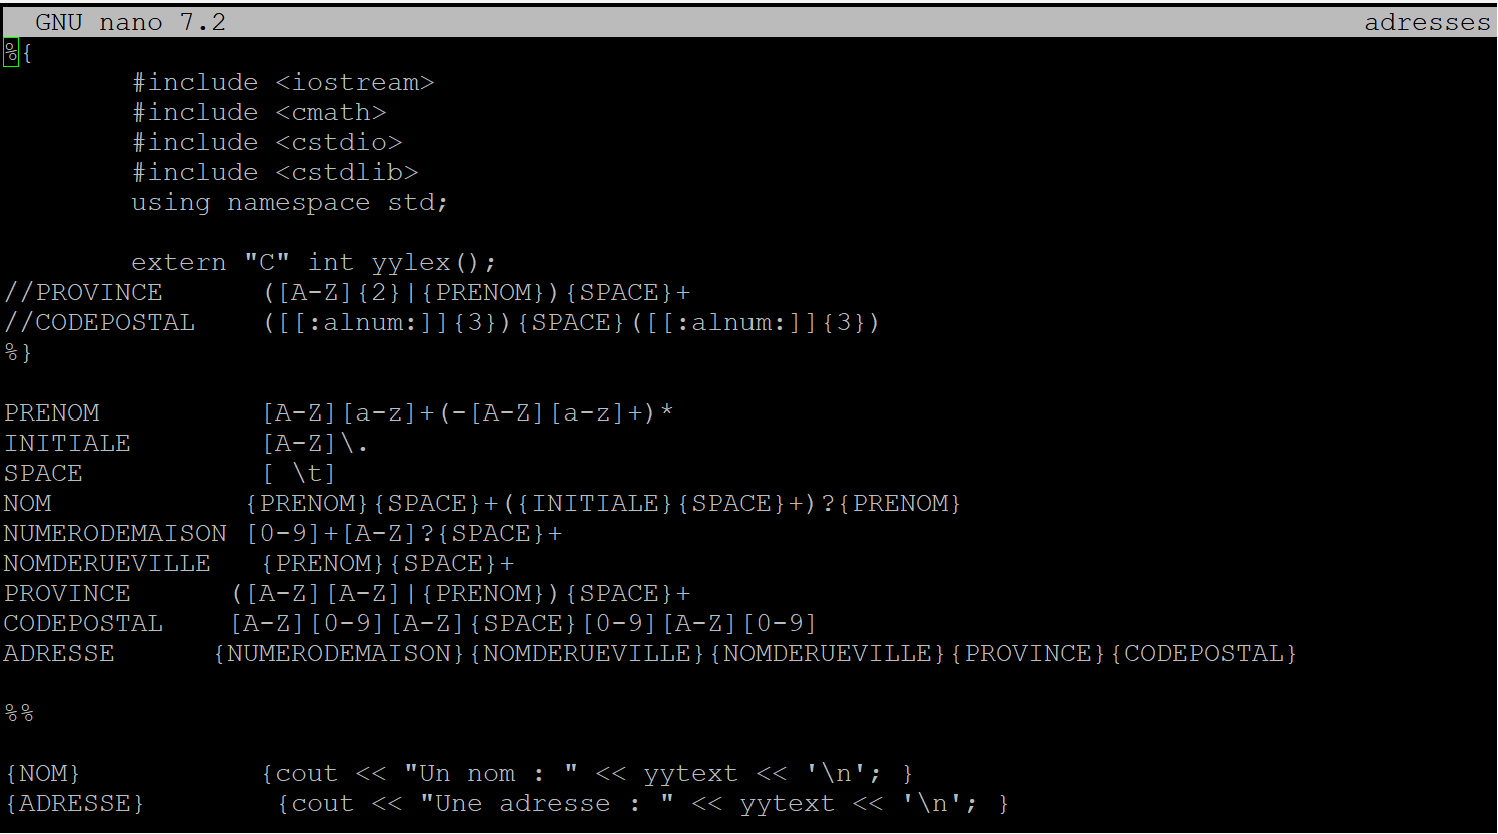 GNU nano 7.2 adresses
%{
#include <iostream>
#include <cmath>
#include <cstdio>
#include <cstdlib>
using namespace std;
extern "C" int yylex();
//PROVINCE ([A-Z]{2}|{PRENOM}){SPACE}+
//CODEPOSTAL ([[:alnum:]]{3}){SPACE}([[:alnum:]]{3})
%}
PRENOM [A-Z][a-z]+(-[A-Z][a-z]+)*
INITIALE [A-Z]\.
SPACE [ \t]
NOM {PRENOM}{SPACE}+({INITIALE}{SPACE}+)?{PRENOM}
NUMERODEMAISON [0-9]+[A-Z]?{SPACE}+
NOMDERUEVILLE {PRENOM}{SPACE}+
PROVINCE ([A-Z][A-Z]|{PRENOM}){SPACE}+
CODEPOSTAL [A-Z][0-9][A-Z]{SPACE}[0-9][A-Z][0-9]
ADRESSE {NUMERODEMAISON}{NOMDERUEVILLE}{NOMDERUEVILLE}{PROVINCE}{CODEPOSTAL}
%%
{NOM} {cout << "Un nom : " << yytext << '\n'; }
{ADRESSE} {cout << "Une adresse : " << yytext << '\n'; }